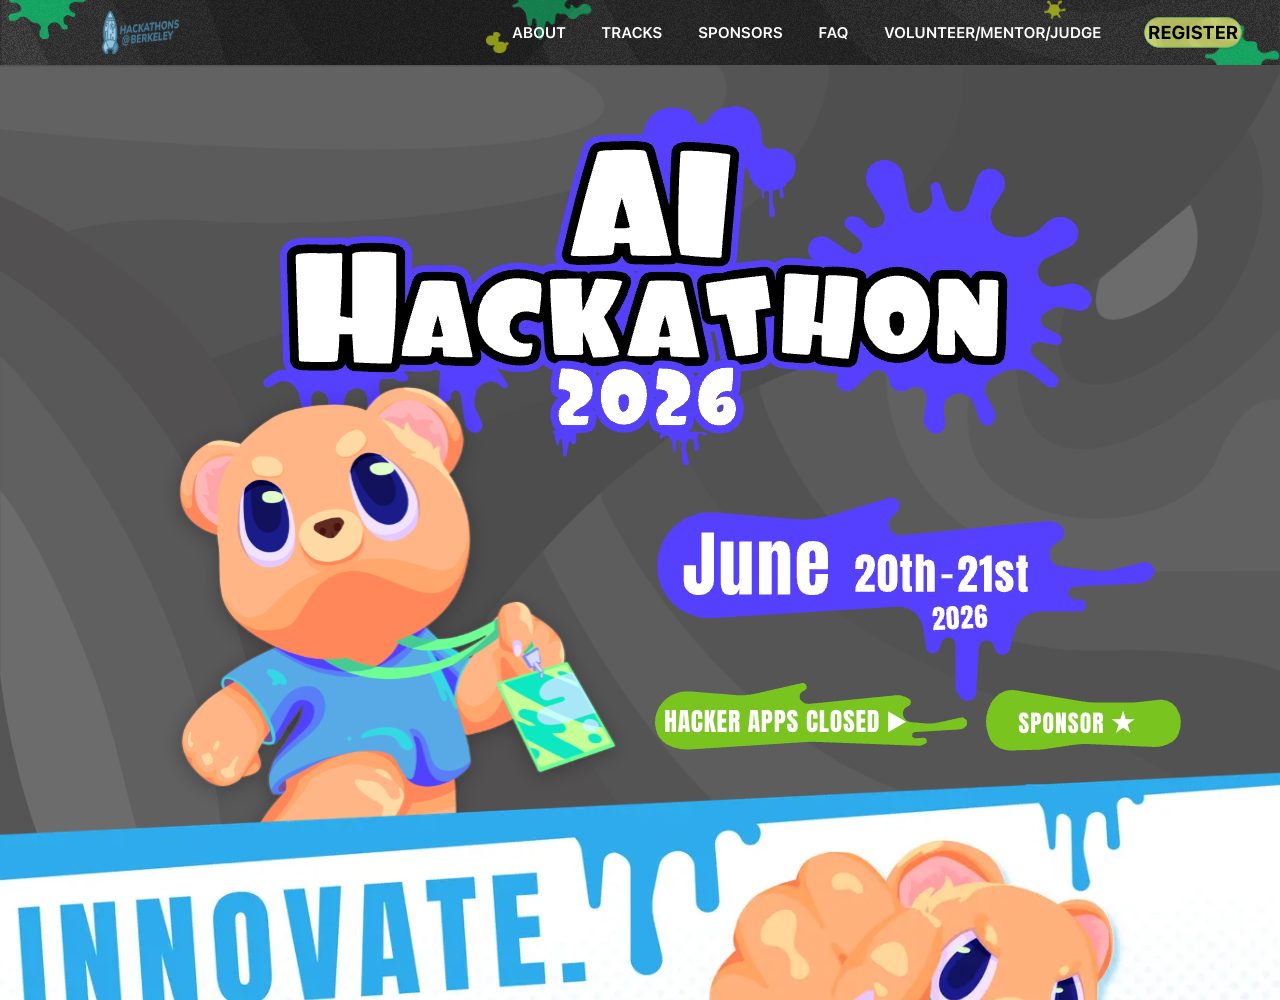 HACKATHONS
@BERKELEY
ABOUT
TRACKS
SPONSORS
FAQ
VOLUNTEER/MENTOR/JUDGE
REGISTER
AI
HACKATHON
2026
June 20th-21st
2026
HACKER APPS CLOSED ▶
SPONSOR ★
INNOVATE.